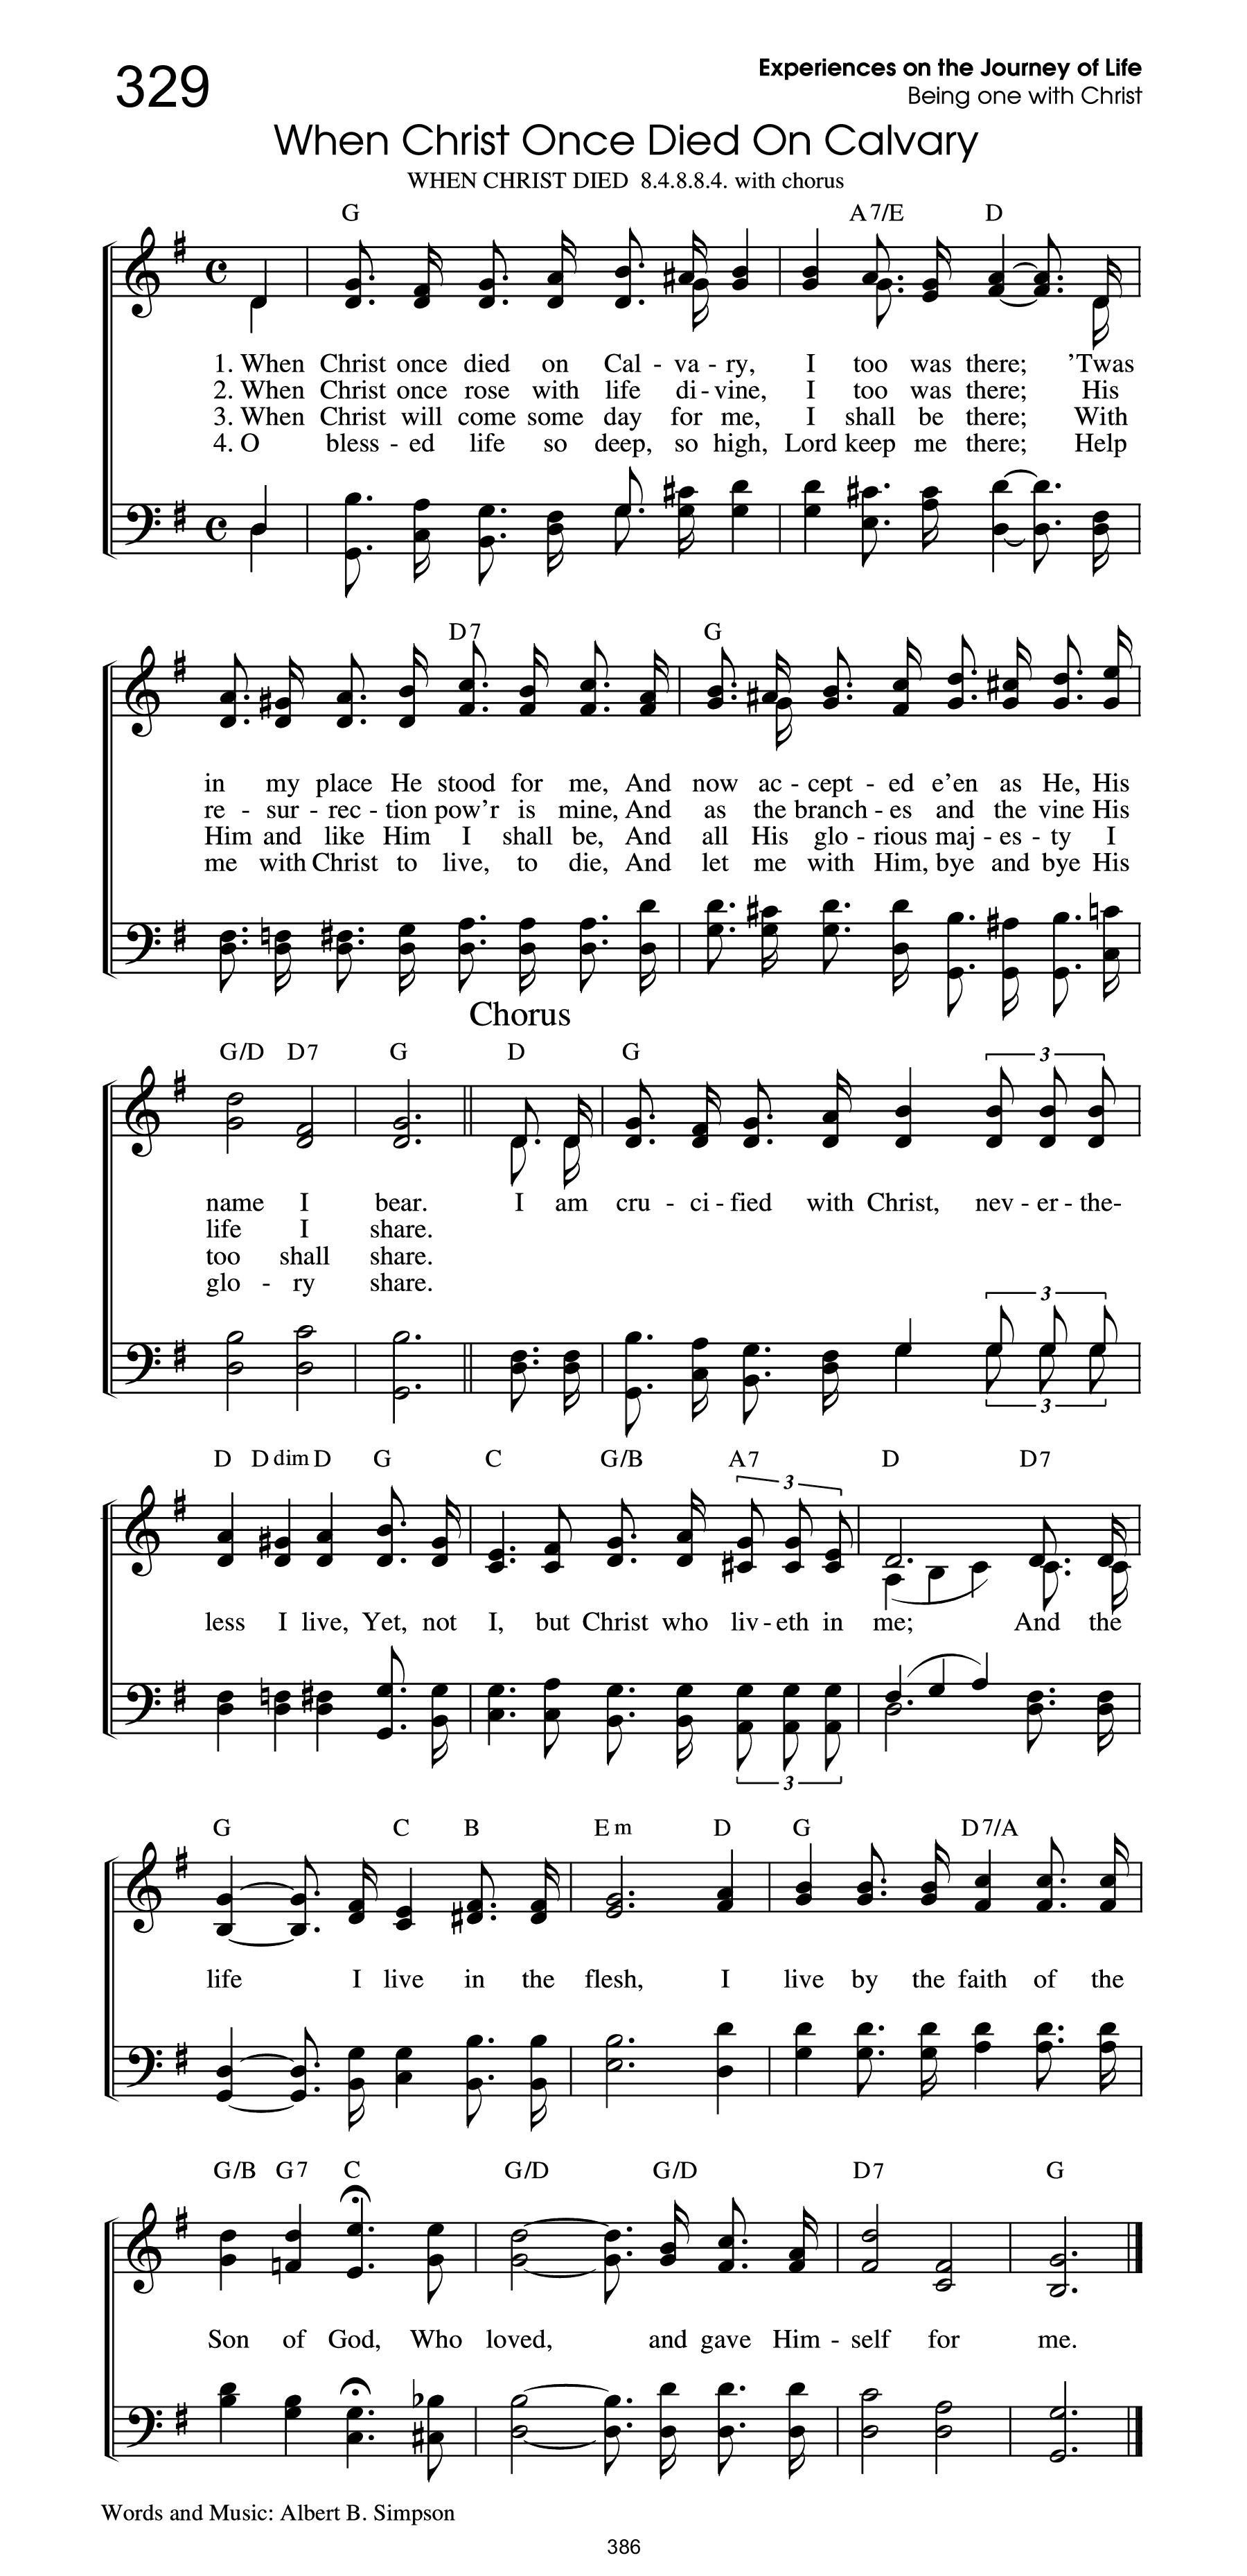 329
Experiences on the Journey of Life
Being one with Christ
When Christ Once Died On Calvary
WHEN CHRIST DIED 8.4.8.8.4. with chorus
G A7/E D
1. When Christ once died on Cal - va - ry, I too was there; ’Twas
2. When Christ once rose with life di - vine, I too was there; His
3. When Christ will come some day for me, I shall be there; With
4. O bless - ed life so deep, so high, Lord keep me there; Help
D7 G
in my place He stood for me, And now ac - cept - ed e’en as He, His
re - sur - rec - tion pow’r is mine, And as the branch - es and the vine His
Him and like Him I shall be, And all His glo - rious maj - es - ty I
me with Christ to live, to die, And let me with Him, bye and bye His
Chorus
G/D D7 G D G
3
name I bear. I am cru - ci - fied with Christ, nev - er - the-
life I share.
too shall share.
glo - ry share.
3
3
D D dim D G C G/B A7 D D7
3
less I live, Yet, not I, but Christ who liv - eth in me; And the
3
G C B Em D G D7/A
life I live in the flesh, I live by the faith of the
G/B G7 C G/D G/D D7 G
Son of God, Who loved, and gave Him - self for me.
Words and Music: Albert B. Simpson
386